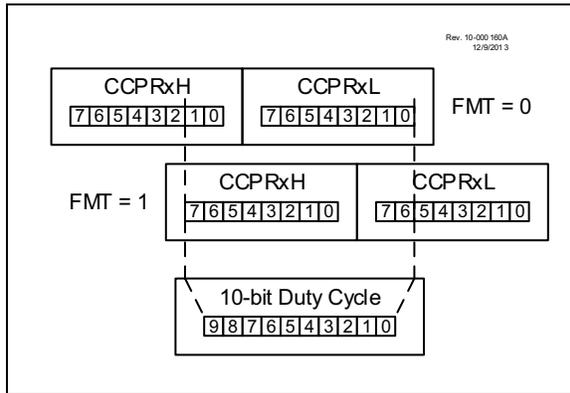 Rev. 10-000 160A
12/9/201 3
CCPRxH CCPRxL
7 6 5 4 3 2 1 0 7 6 5 4 3 2 1 0 FMT = 0
CCPRxH CCPRxL
FMT = 1 7 6 5 4 3 2 1 0 7 6 5 4 3 2 1 0
10-bit Duty Cycle
9 8 7 6 5 4 3 2 1 0